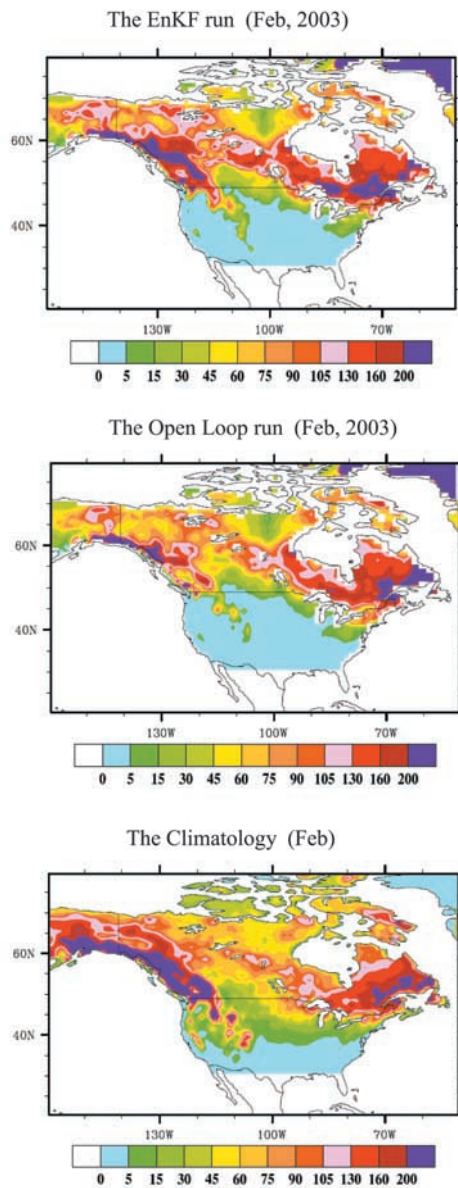 The EnKF run (Feb, 2003)
60N
40N
130W 100W 70W
0 5 15 30 45 60 75 90 105 130 160 200
The Open Loop run (Feb, 2003)
60N
40N
130W 100W 70W
0 5 15 30 45 60 75 90 105 130 160 200
The Climatology (Feb)
60N
40N
130W 100W 70W
0 5 15 30 45 60 75 90 105 130 160 200